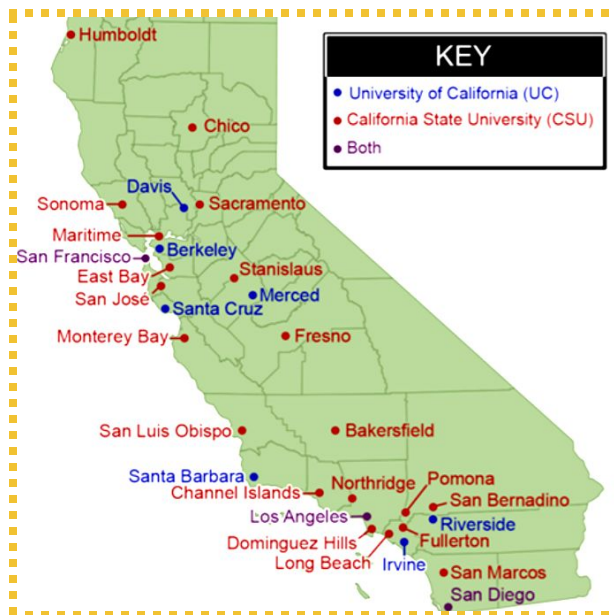 Humboldt
KEY
University of California (UC)
California State University (CSU)
Both
Chico
Davis
Sonoma
Sacramento
Maritime
Berkeley
San Francisco
East Bay
Stanislaus
San José
Merced
Santa Cruz
Monterey Bay
Fresno
San Luis Obispo
Bakersfield
Santa Barbara
Channel Islands
Northridge
Pomona
San Bernadino
Los Angeles
Riverside
Dominguez Hills
Fullerton
Long Beach
Irvine
San Marcos
San Diego